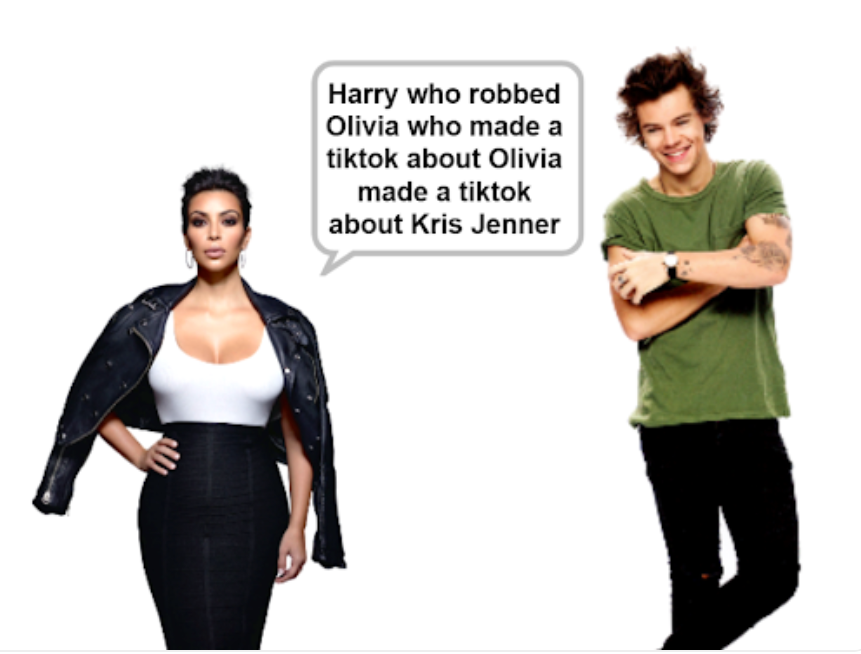 Harry who robbed
Olivia who made a
tiktok about Olivia
made a tiktok
about Kris Jenner